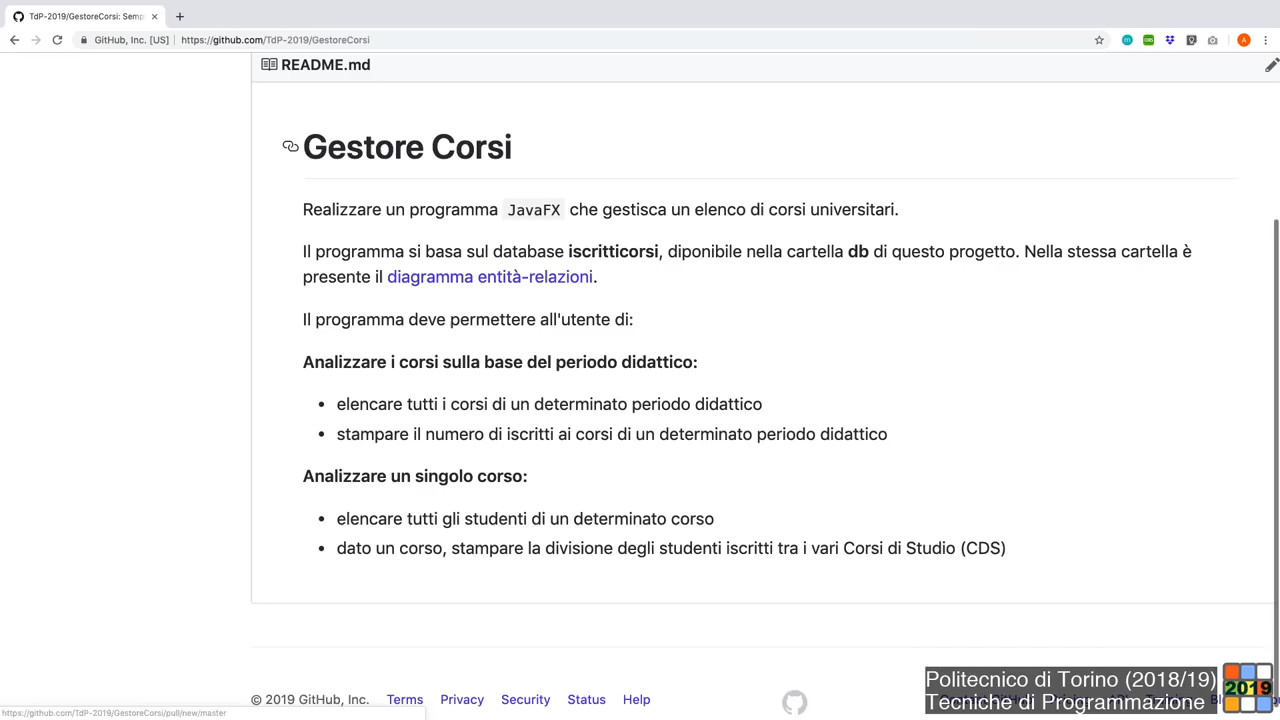 TdP-2019/GestoreCorsi: Semp
GitHub, Inc. [US]
https://github.com/TdP-2019/GestoreCorsi
README.md
Gestore Corsi
Realizzare un programma JavaFX che gestisca un elenco di corsi universitari.
Il programma si basa sul database iscritticorsi, diponibile nella cartella db di questo progetto. Nella stessa cartella è
presente il diagramma entità-relazioni.
Il programma deve permettere all'utente di:
Analizzare i corsi sulla base del periodo didattico:
• elencare tutti i corsi di un determinato periodo didattico
• stampare il numero di iscritti ai corsi di un determinato periodo didattico
Analizzare un singolo corso:
• elencare tutti gli studenti di un determinato corso
• dato un corso, stampare la divisione degli studenti iscritti tra i vari Corsi di Studio (CDS)
© 2019 GitHub, Inc. Terms Privacy Security Status Help
https://github.com/TdP-2019/GestoreCorsi/pull/new/master
Politecnico di Torino (2018/19)
Tecniche di Programmazione
2019